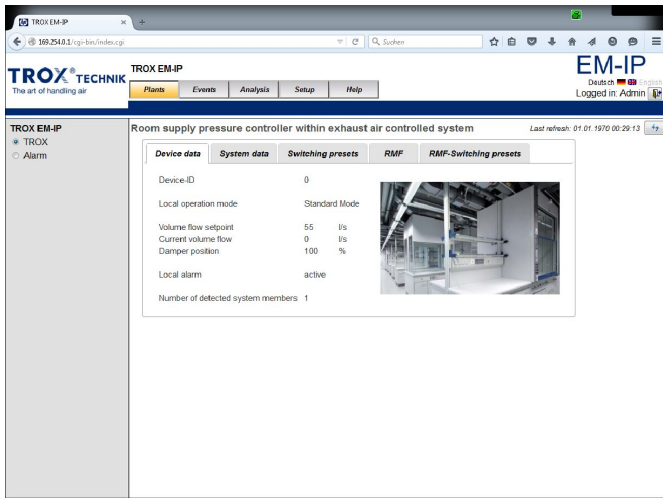 TROX EM-IP
169.254.0.1/cgi-bin/index.cgi
Suchen
TROX® TECHNIK
The art of handling air
TROX EM-IP
Plants Events Analysis Setup Help
EM-IP
Deutsch English
Logged in: Admin
TROX EM-IP
TROX
Alarm
Room supply pressure controller within exhaust air controlled system
Last refresh: 01.01.1970 00:29:13
Device data System data Switching presets RMF RMF-Switching presets
Device-ID 0
Local operation mode Standard Mode
Volume flow setpoint 55 l/s
Current volume flow 0 l/s
Damper position 100 %
Local alarm active
Number of detected system members 1